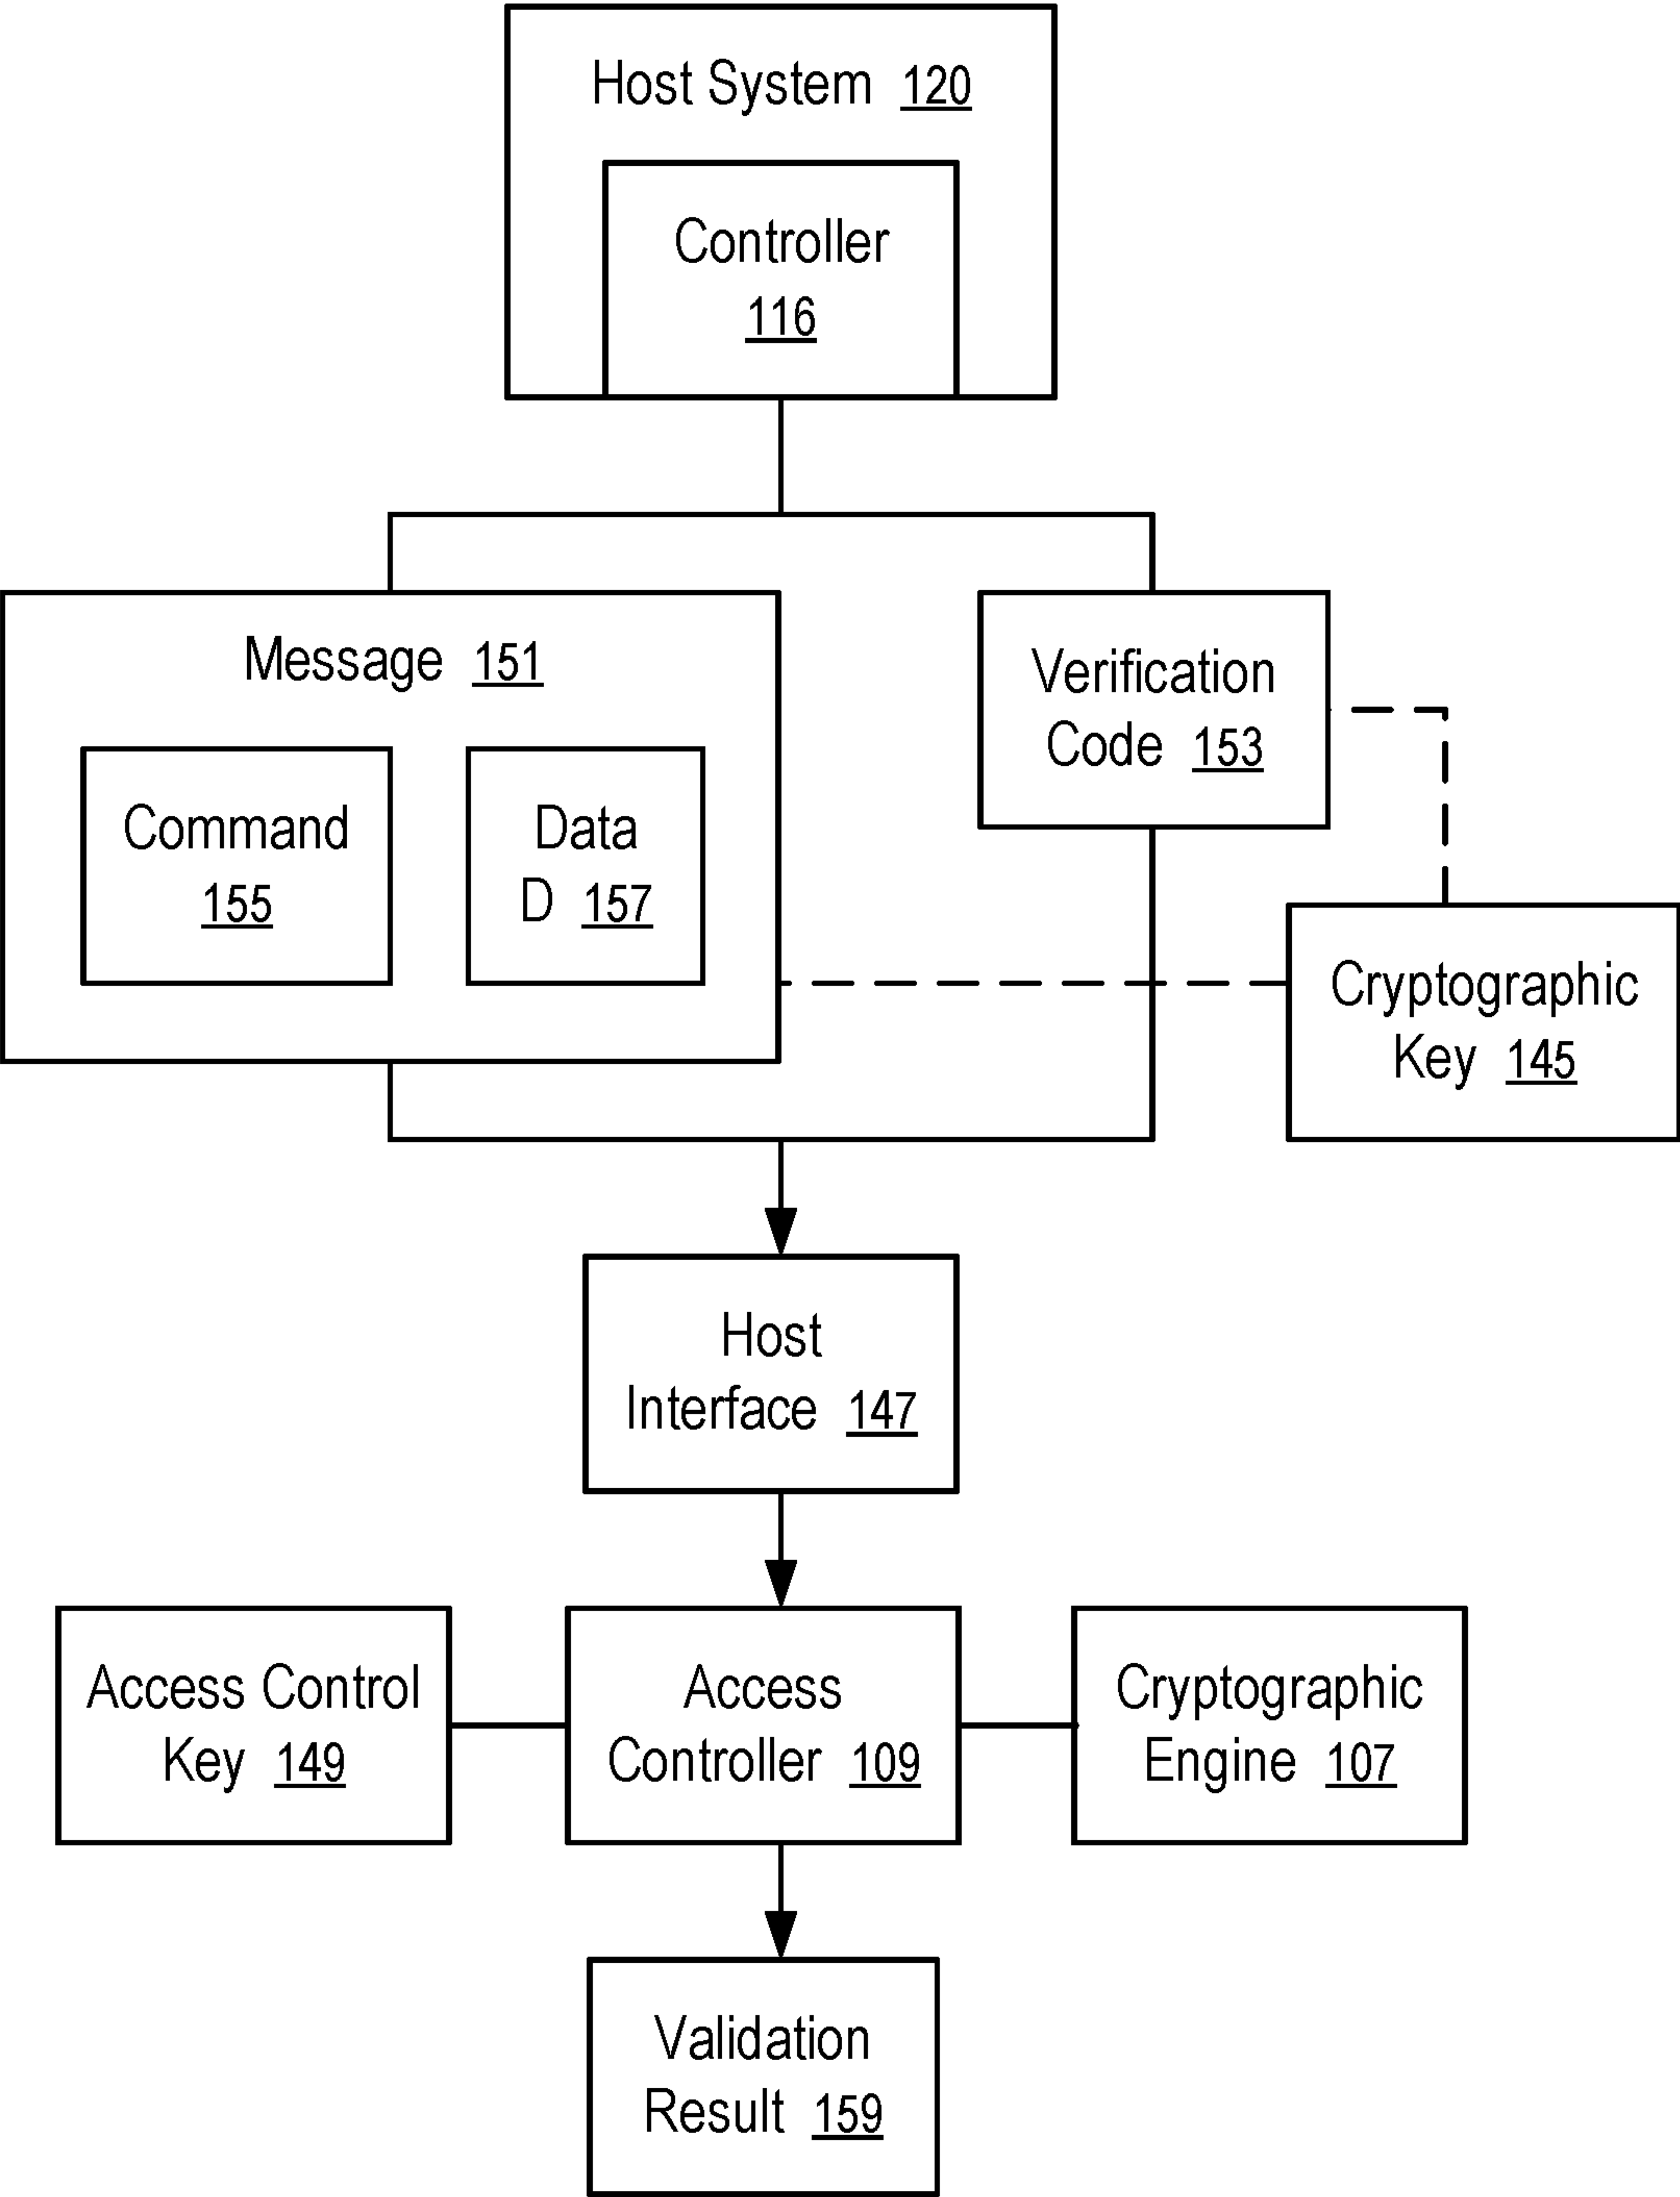 Host System 120
Controller
116
Message 151
Verification
Code 153
Command
155
Data
D 157
Cryptographic
Key 145
Host
Interface 147
Access Control
Key 149
Access
Controller 109
Cryptographic
Engine 107
Validation
Result 159